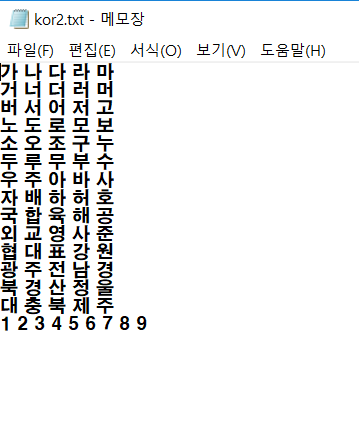 kor2.txt - 메모장
파일(F) 편집(E) 서식(O) 보기(V) 도움말(H)
가 나 다 라 마
거 너 더 러 머
버 서 어 저 고
노 도 로 모 보
소 오 조 구 누
두 루 무 부 수
우 주 아 바 사
자 배 하 허 호
국 합 육 해 공
외 교 영 사 준
협 대 표 강 원
광 주 전 남 경
북 경 산 정 울
대 충 북 제 주
1 2 3 4 5 6 7 8 9